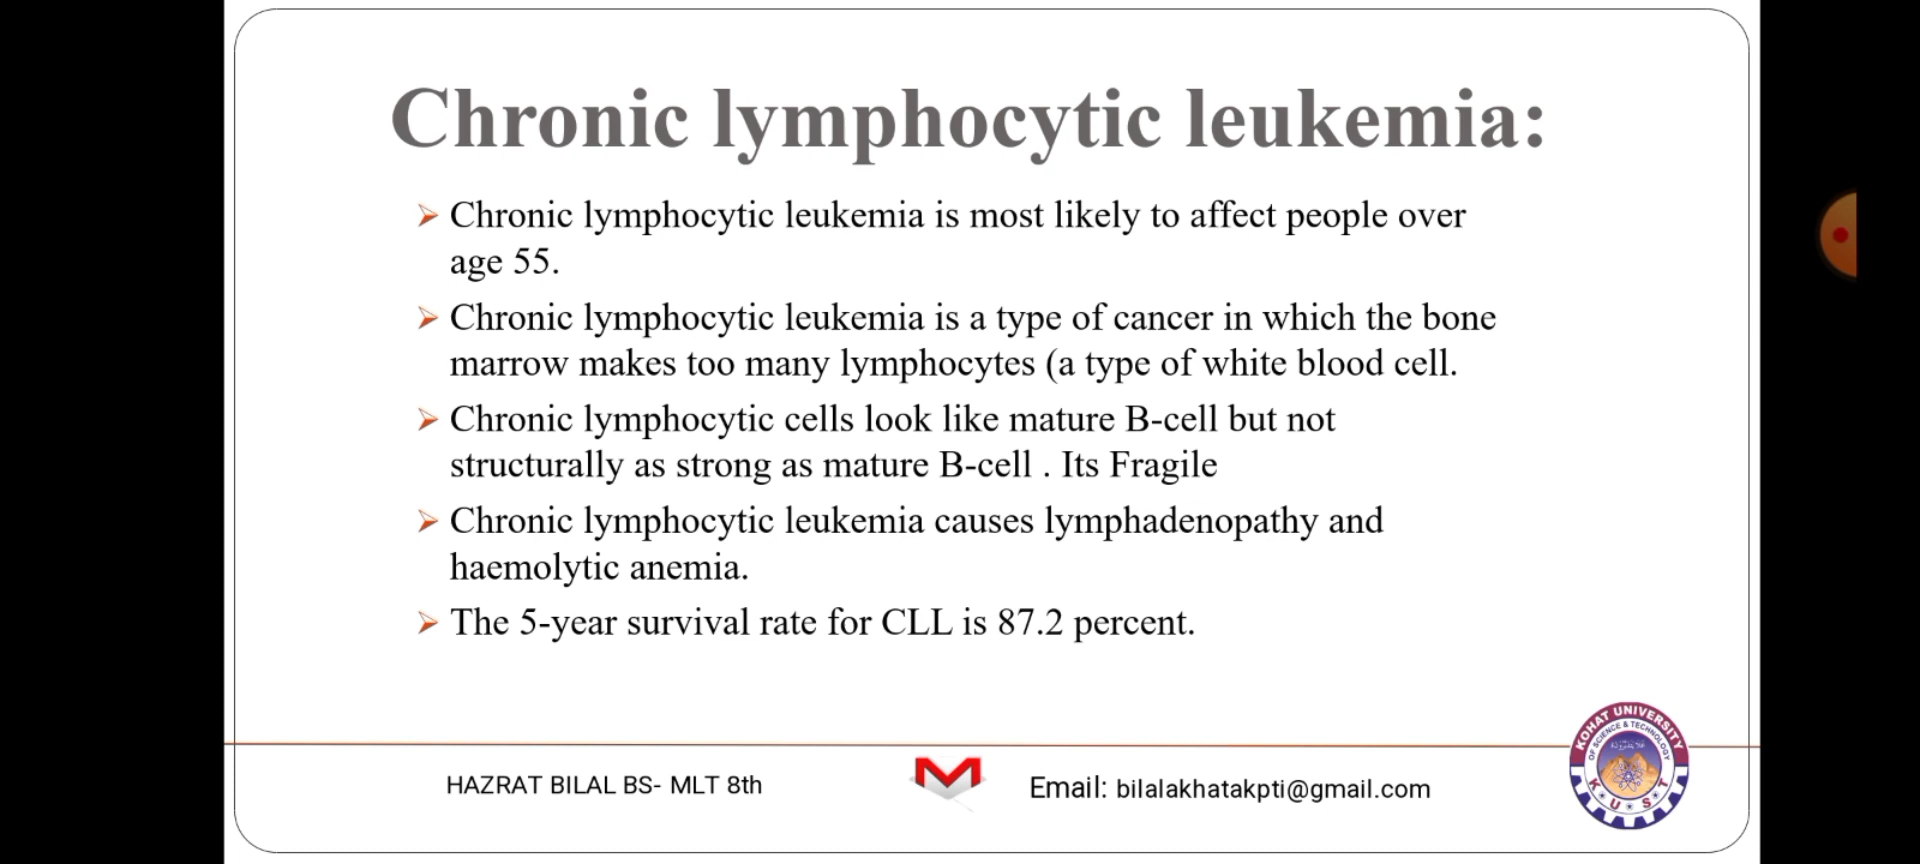 Chronic lymphocytic leukemia:
➢ Chronic lymphocytic leukemia is most likely to affect people over
age 55.
➢ Chronic lymphocytic leukemia is a type of cancer in which the bone
marrow makes too many lymphocytes (a type of white blood cell.
➢ Chronic lymphocytic cells look like mature B-cell but not
structurally as strong as mature B-cell . Its Fragile
➢ Chronic lymphocytic leukemia causes lymphadenopathy and
haemolytic anemia.
➢ The 5-year survival rate for CLL is 87.2 percent.
HAZRAT BILAL BS- MLT 8th
Email: bilalakhatakpti@gmail.com
KOHAT UNIVERSITY
OF SCIENCE & TECHNOLOGY
K U S T